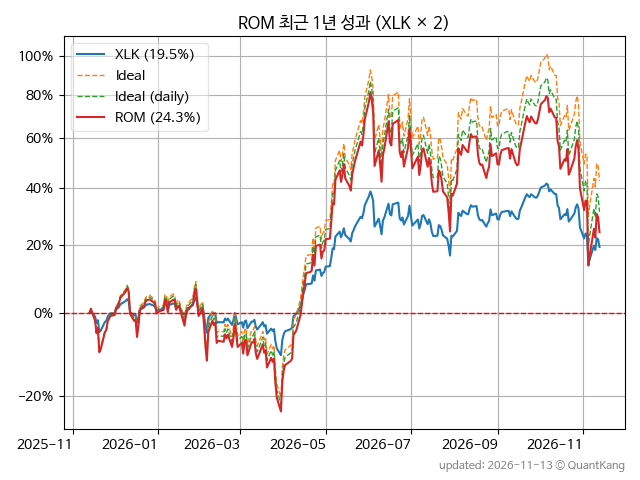 ROM 최근 1년 성과 (XLK × 2)
XLK (19.5%)
Ideal
Ideal (daily)
ROM (24.3%)
100%
80%
60%
40%
20%
0%
−20%
2025-11
2026-01
2026-03
2026-05
2026-07
2026-09
2026-11
updated: 2026-11-13 © QuantKang